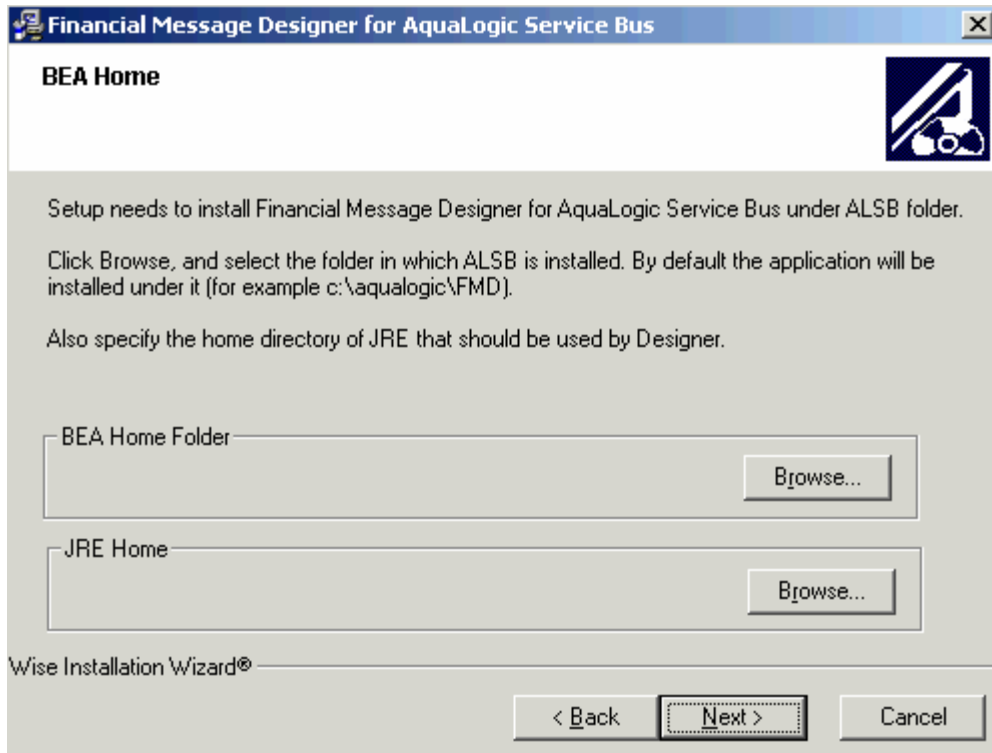 Financial Message Designer for AquaLogic Service Bus
BEA Home
Setup needs to install Financial Message Designer for AquaLogic Service Bus under ALSB folder.
Click Browse, and select the folder in which ALSB is installed. By default the application will be
installed under it (for example c:\aqualogic\FMD).
Also specify the home directory of JRE that should be used by Designer.
BEA Home Folder
Browse...
JRE Home
Browse...
Wise Installation Wizard®
< Back Next > Cancel